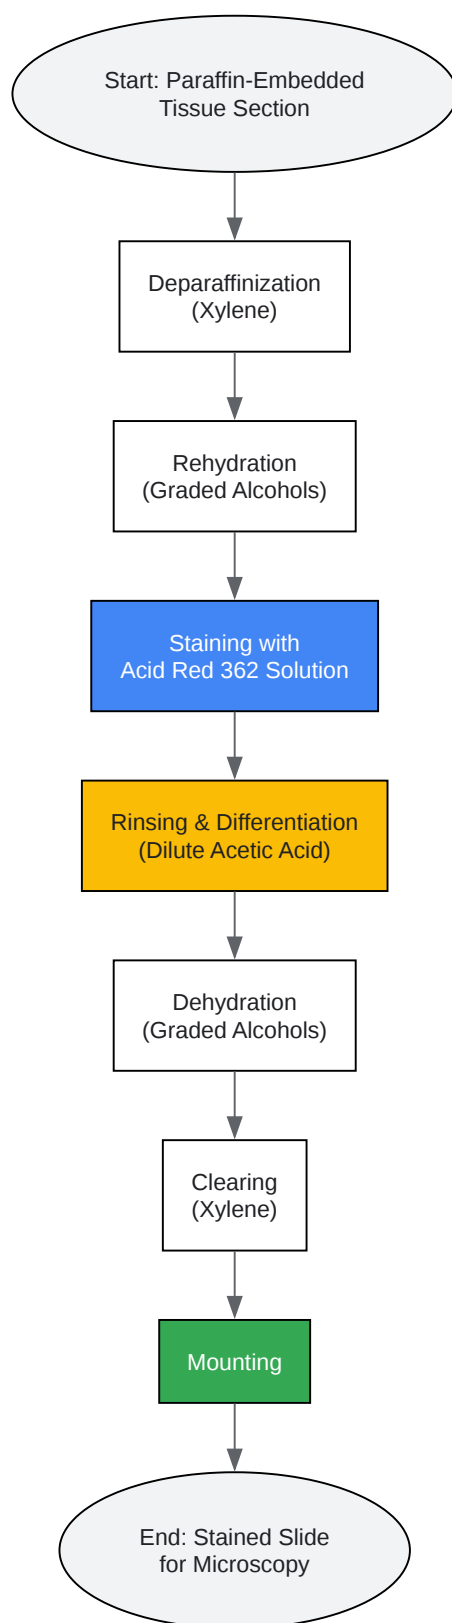 Start: Paraffin-Embedded
Tissue Section
Deparaffinization
(Xylene)
Rehydration
(Graded Alcohols)
Staining with
Acid Red 362 Solution
Rinsing & Differentiation
(Dilute Acetic Acid)
Dehydration
(Graded Alcohols)
Clearing
(Xylene)
Mounting
End: Stained Slide
for Microscopy